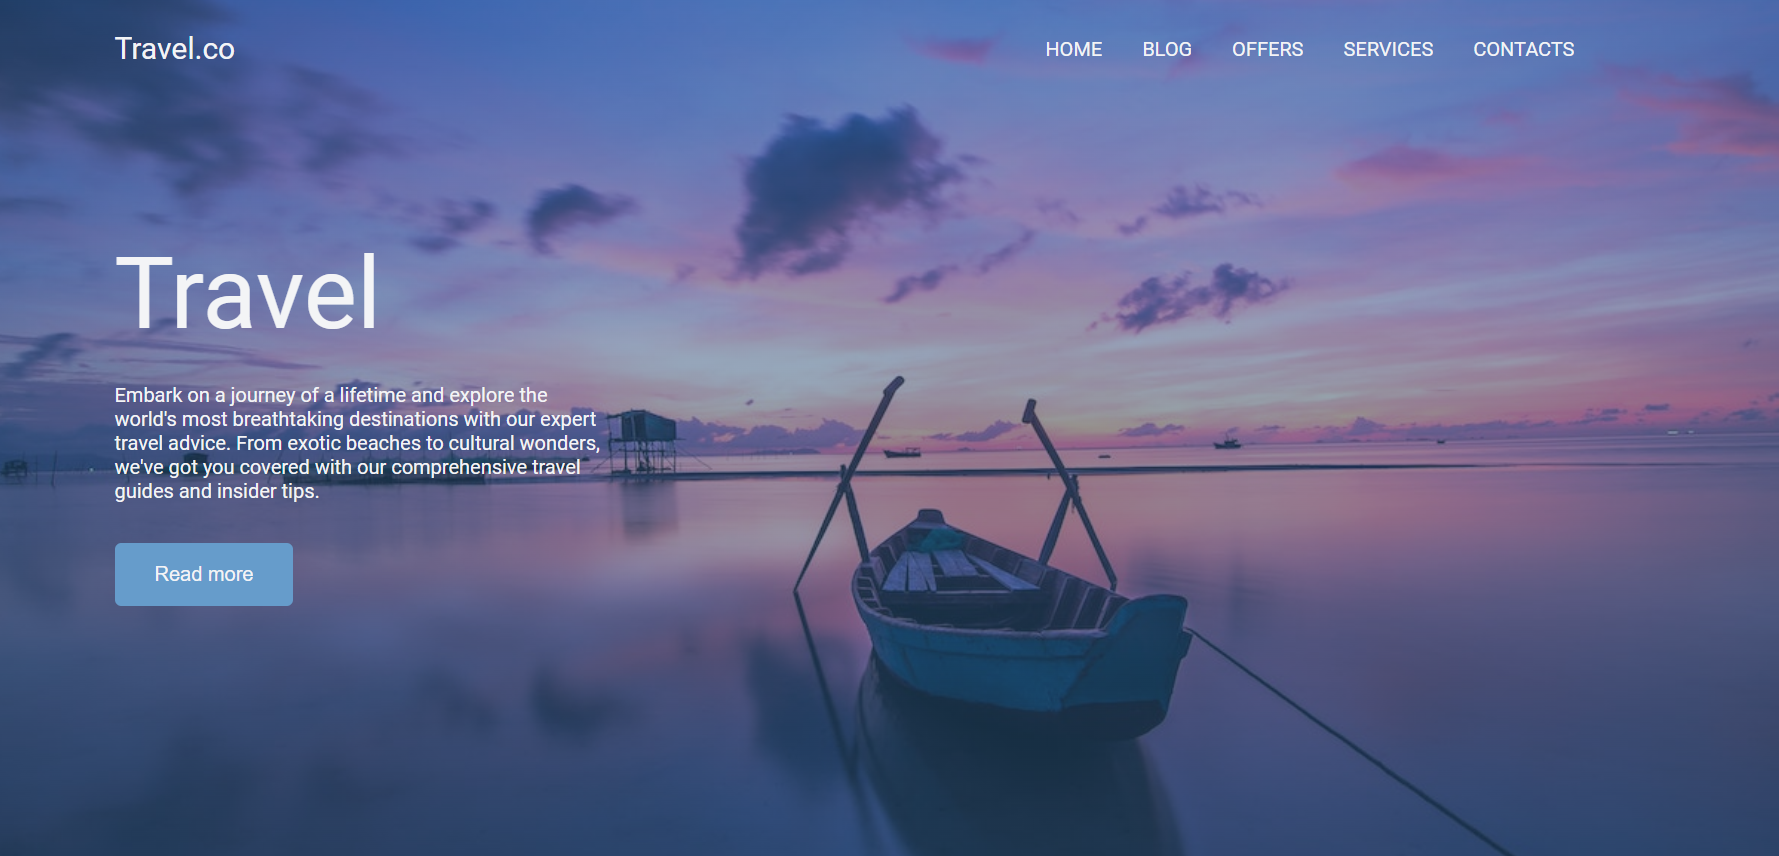 Travel.co
HOME BLOG OFFERS SERVICES CONTACTS
Travel
Embark on a journey of a lifetime and explore the
world's most breathtaking destinations with our expert
travel advice. From exotic beaches to cultural wonders,
we've got you covered with our comprehensive travel
guides and insider tips.
Read more